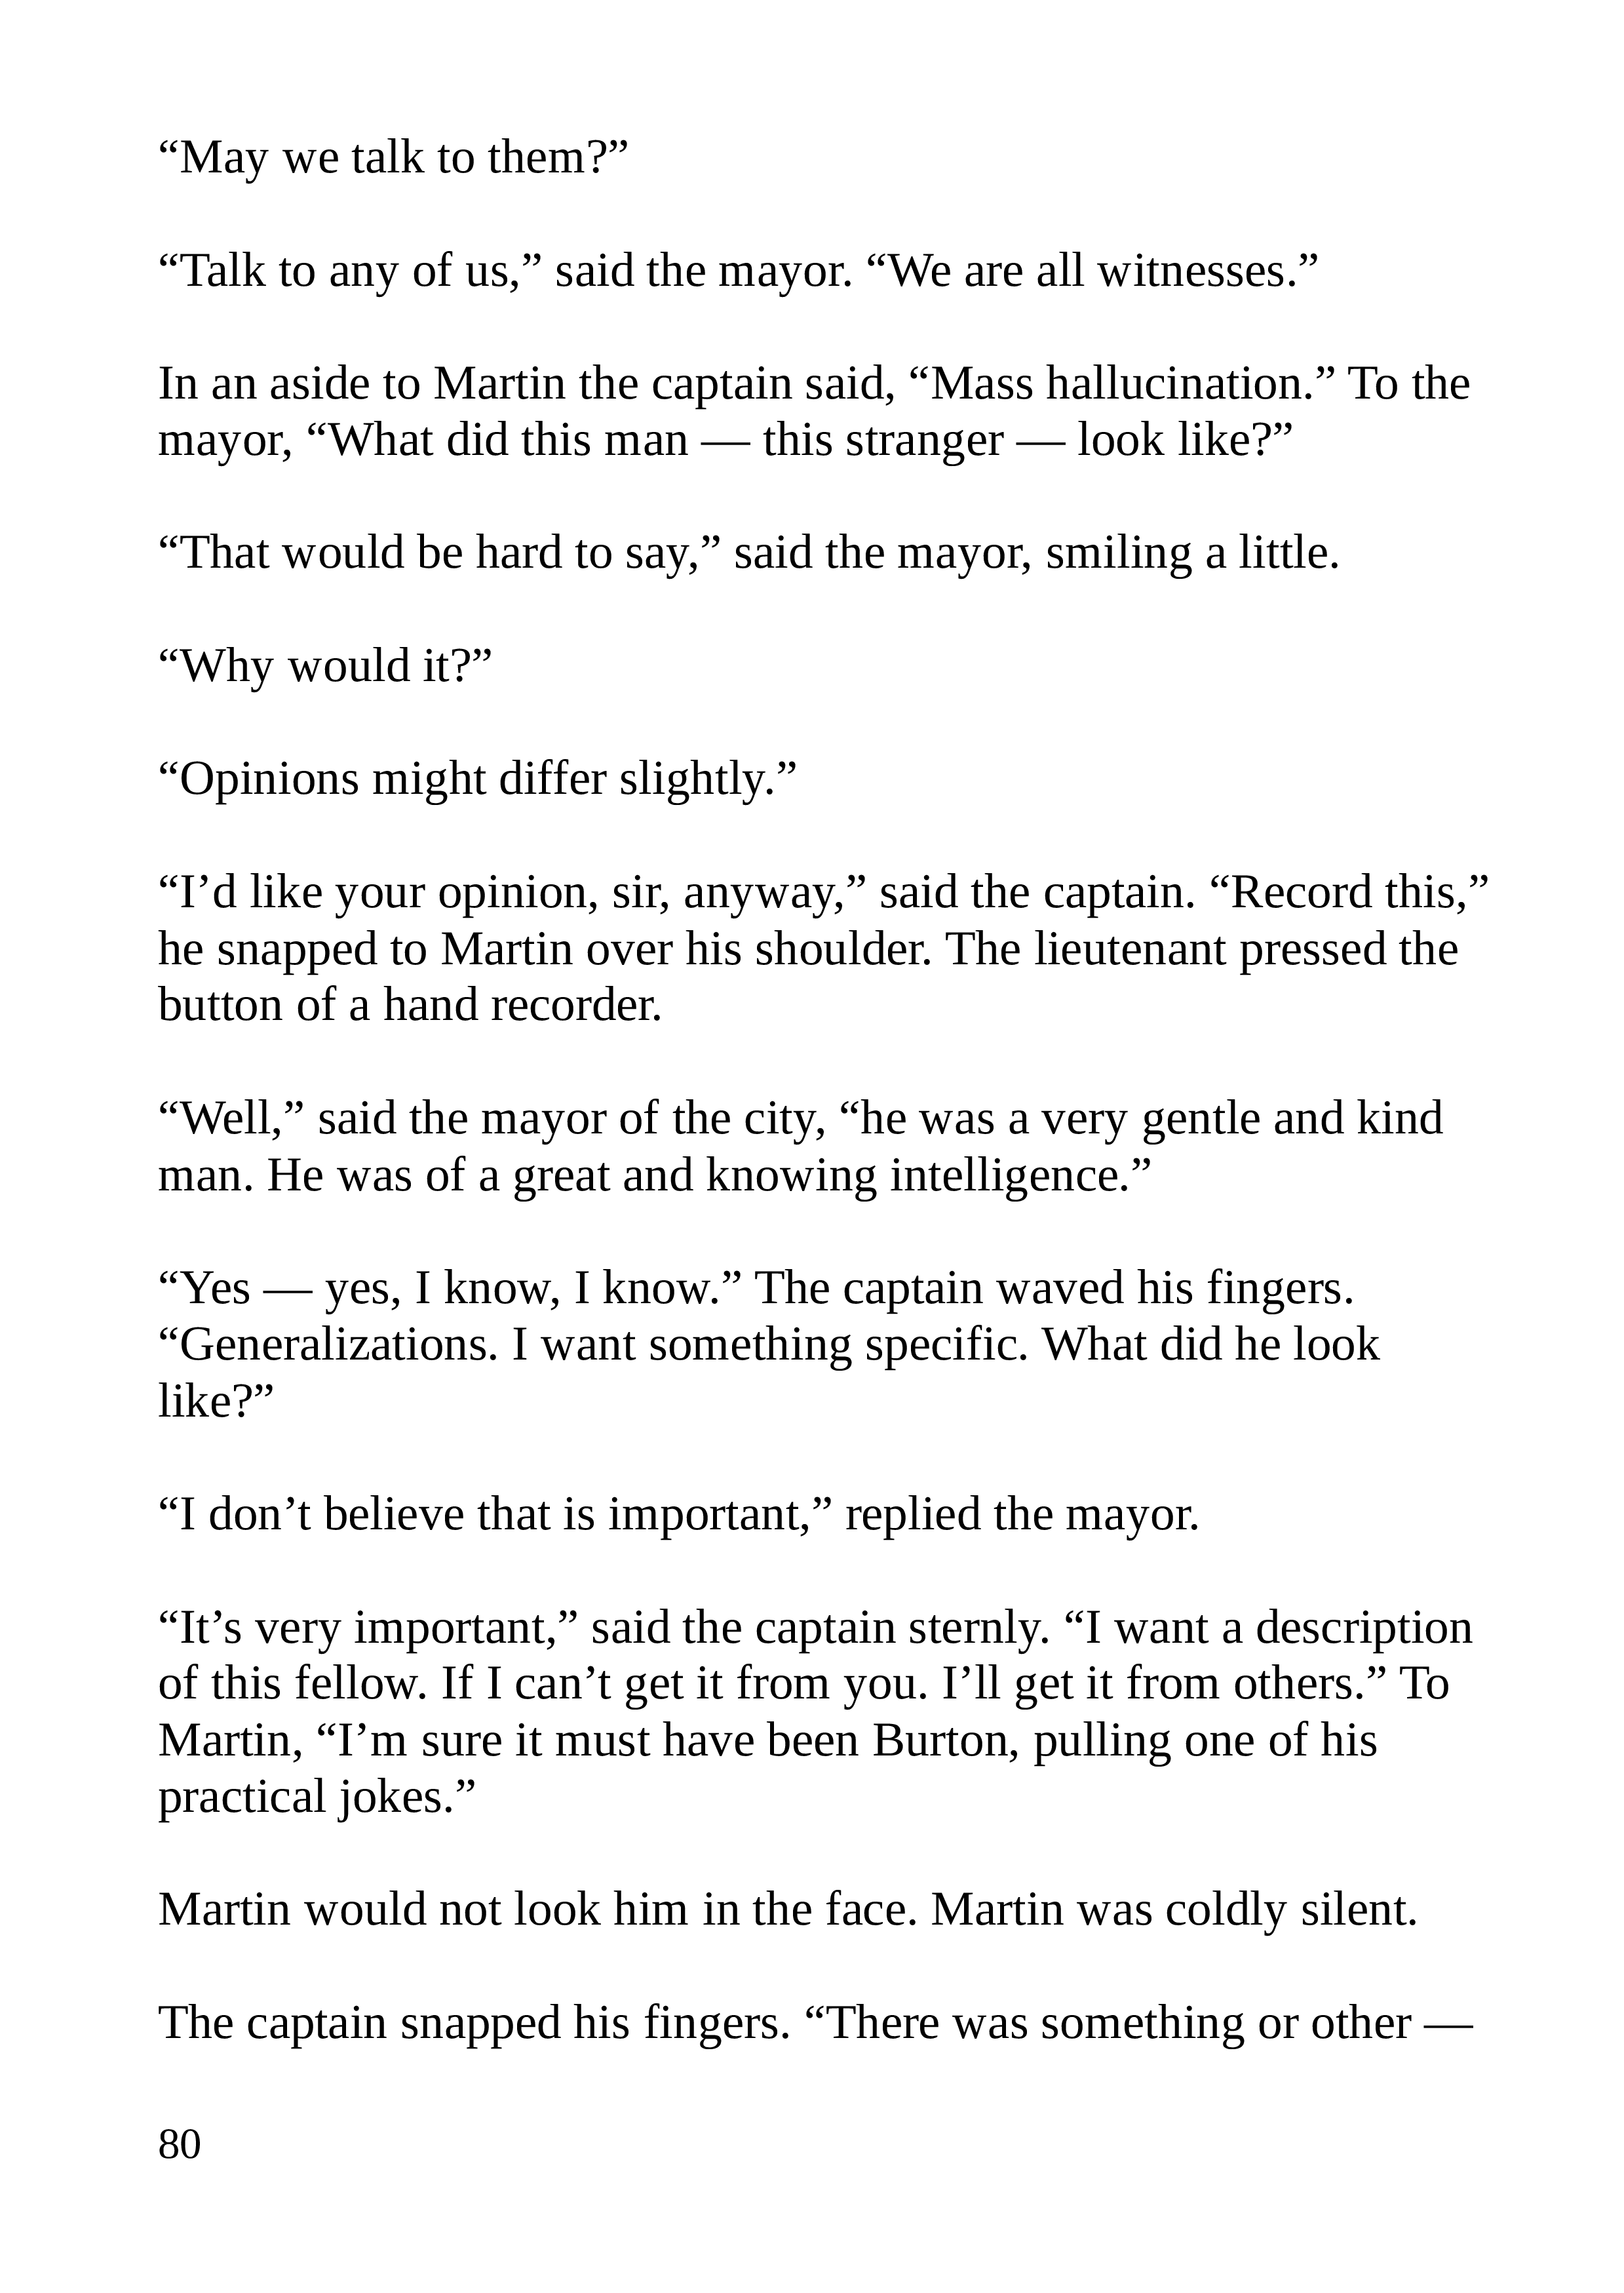 “May we talk to them?”
“Talk to any of us,” said the mayor. “We are all witnesses.”
In an aside to Martin the captain said, “Mass hallucination.” To the
mayor, “What did this man — this stranger — look like?”
“That would be hard to say,” said the mayor, smiling a little.
“Why would it?”
“Opinions might differ slightly.”
“I’d like your opinion, sir, anyway,” said the captain. “Record this,”
he snapped to Martin over his shoulder. The lieutenant pressed the
button of a hand recorder.
“Well,” said the mayor of the city, “he was a very gentle and kind
man. He was of a great and knowing intelligence.”
“Yes — yes, I know, I know.” The captain waved his fingers.
“Generalizations. I want something specific. What did he look
like?”
“I don’t believe that is important,” replied the mayor.
“It’s very important,” said the captain sternly. “I want a description
of this fellow. If I can’t get it from you. I’ll get it from others.” To
Martin, “I’m sure it must have been Burton, pulling one of his
practical jokes.”
Martin would not look him in the face. Martin was coldly silent.
The captain snapped his fingers. “There was something or other —
80